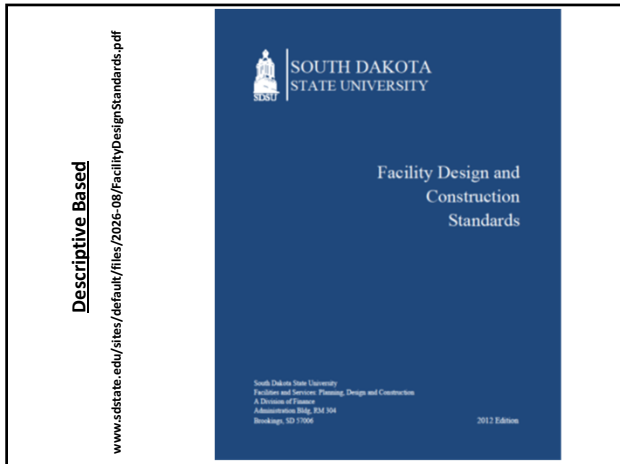 Descriptive Based
www.sdstate.edu/sites/default/files/2026-08/FacilityDesignStandards.pdf
SDSU
SOUTH DAKOTA
STATE UNIVERSITY
Facility Design and
Construction
Standards
South Dakota State University
Facilities and Services: Planning, Design and Construction
A Division of Finance
Administration Bldg, RM 304
Brookings, SD 57006
2012 Edition